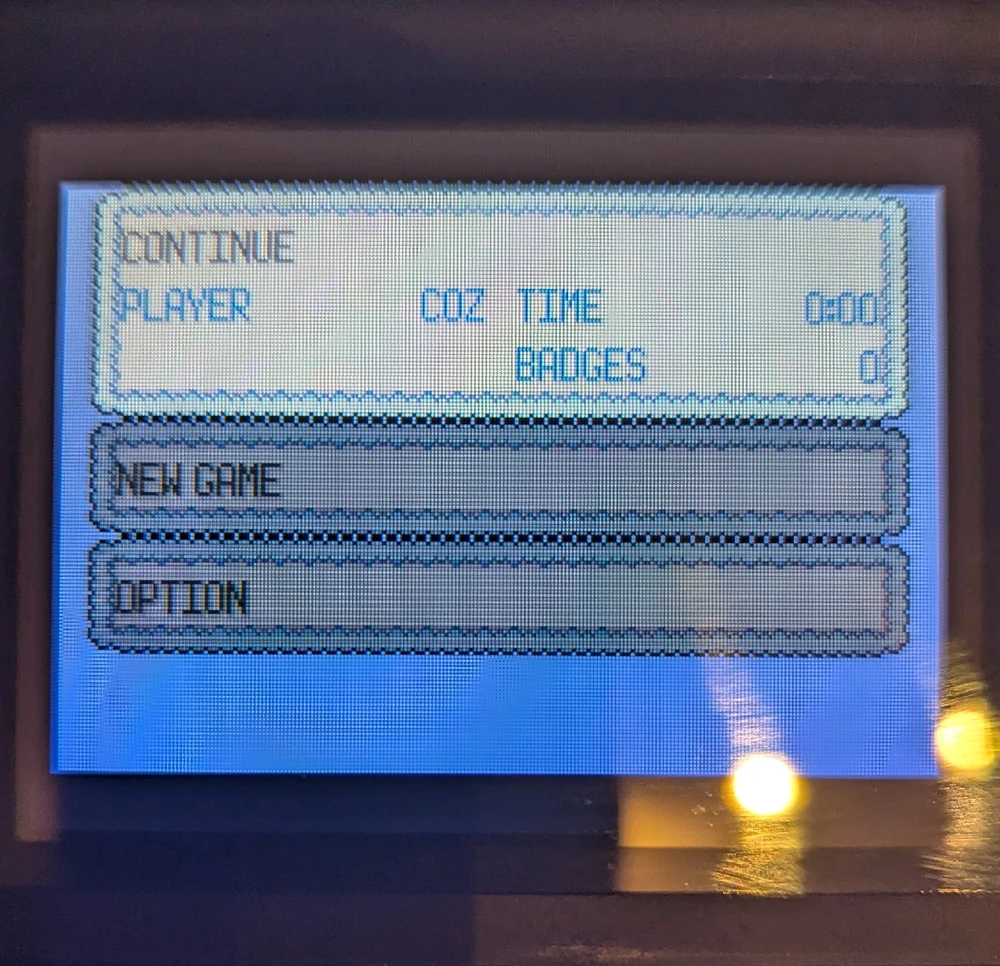 CONTINUE
PLAYER COZ TIME 0:00
BADGES 0
NEW GAME
OPTION